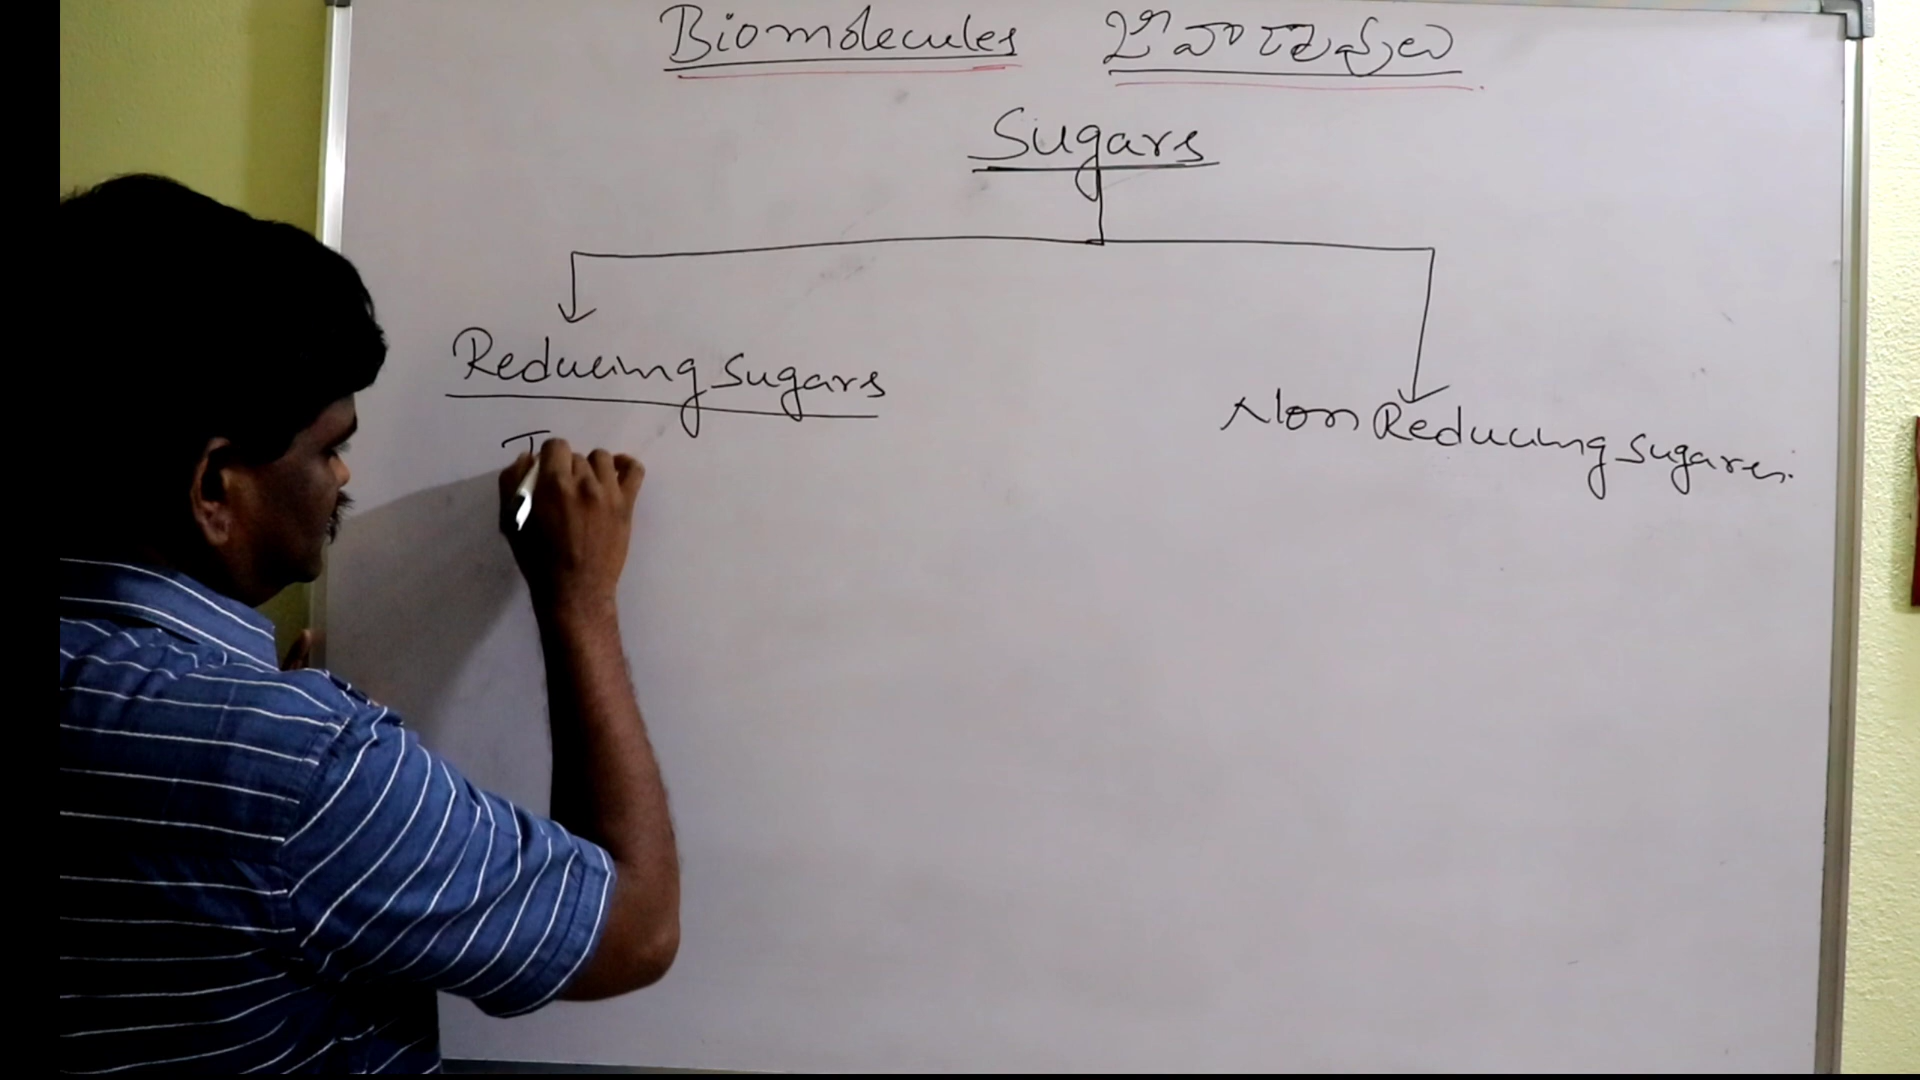 Biomolecules జీవాణువులు
Sugars
Reducing Sugars
Non Reducing Sugars.